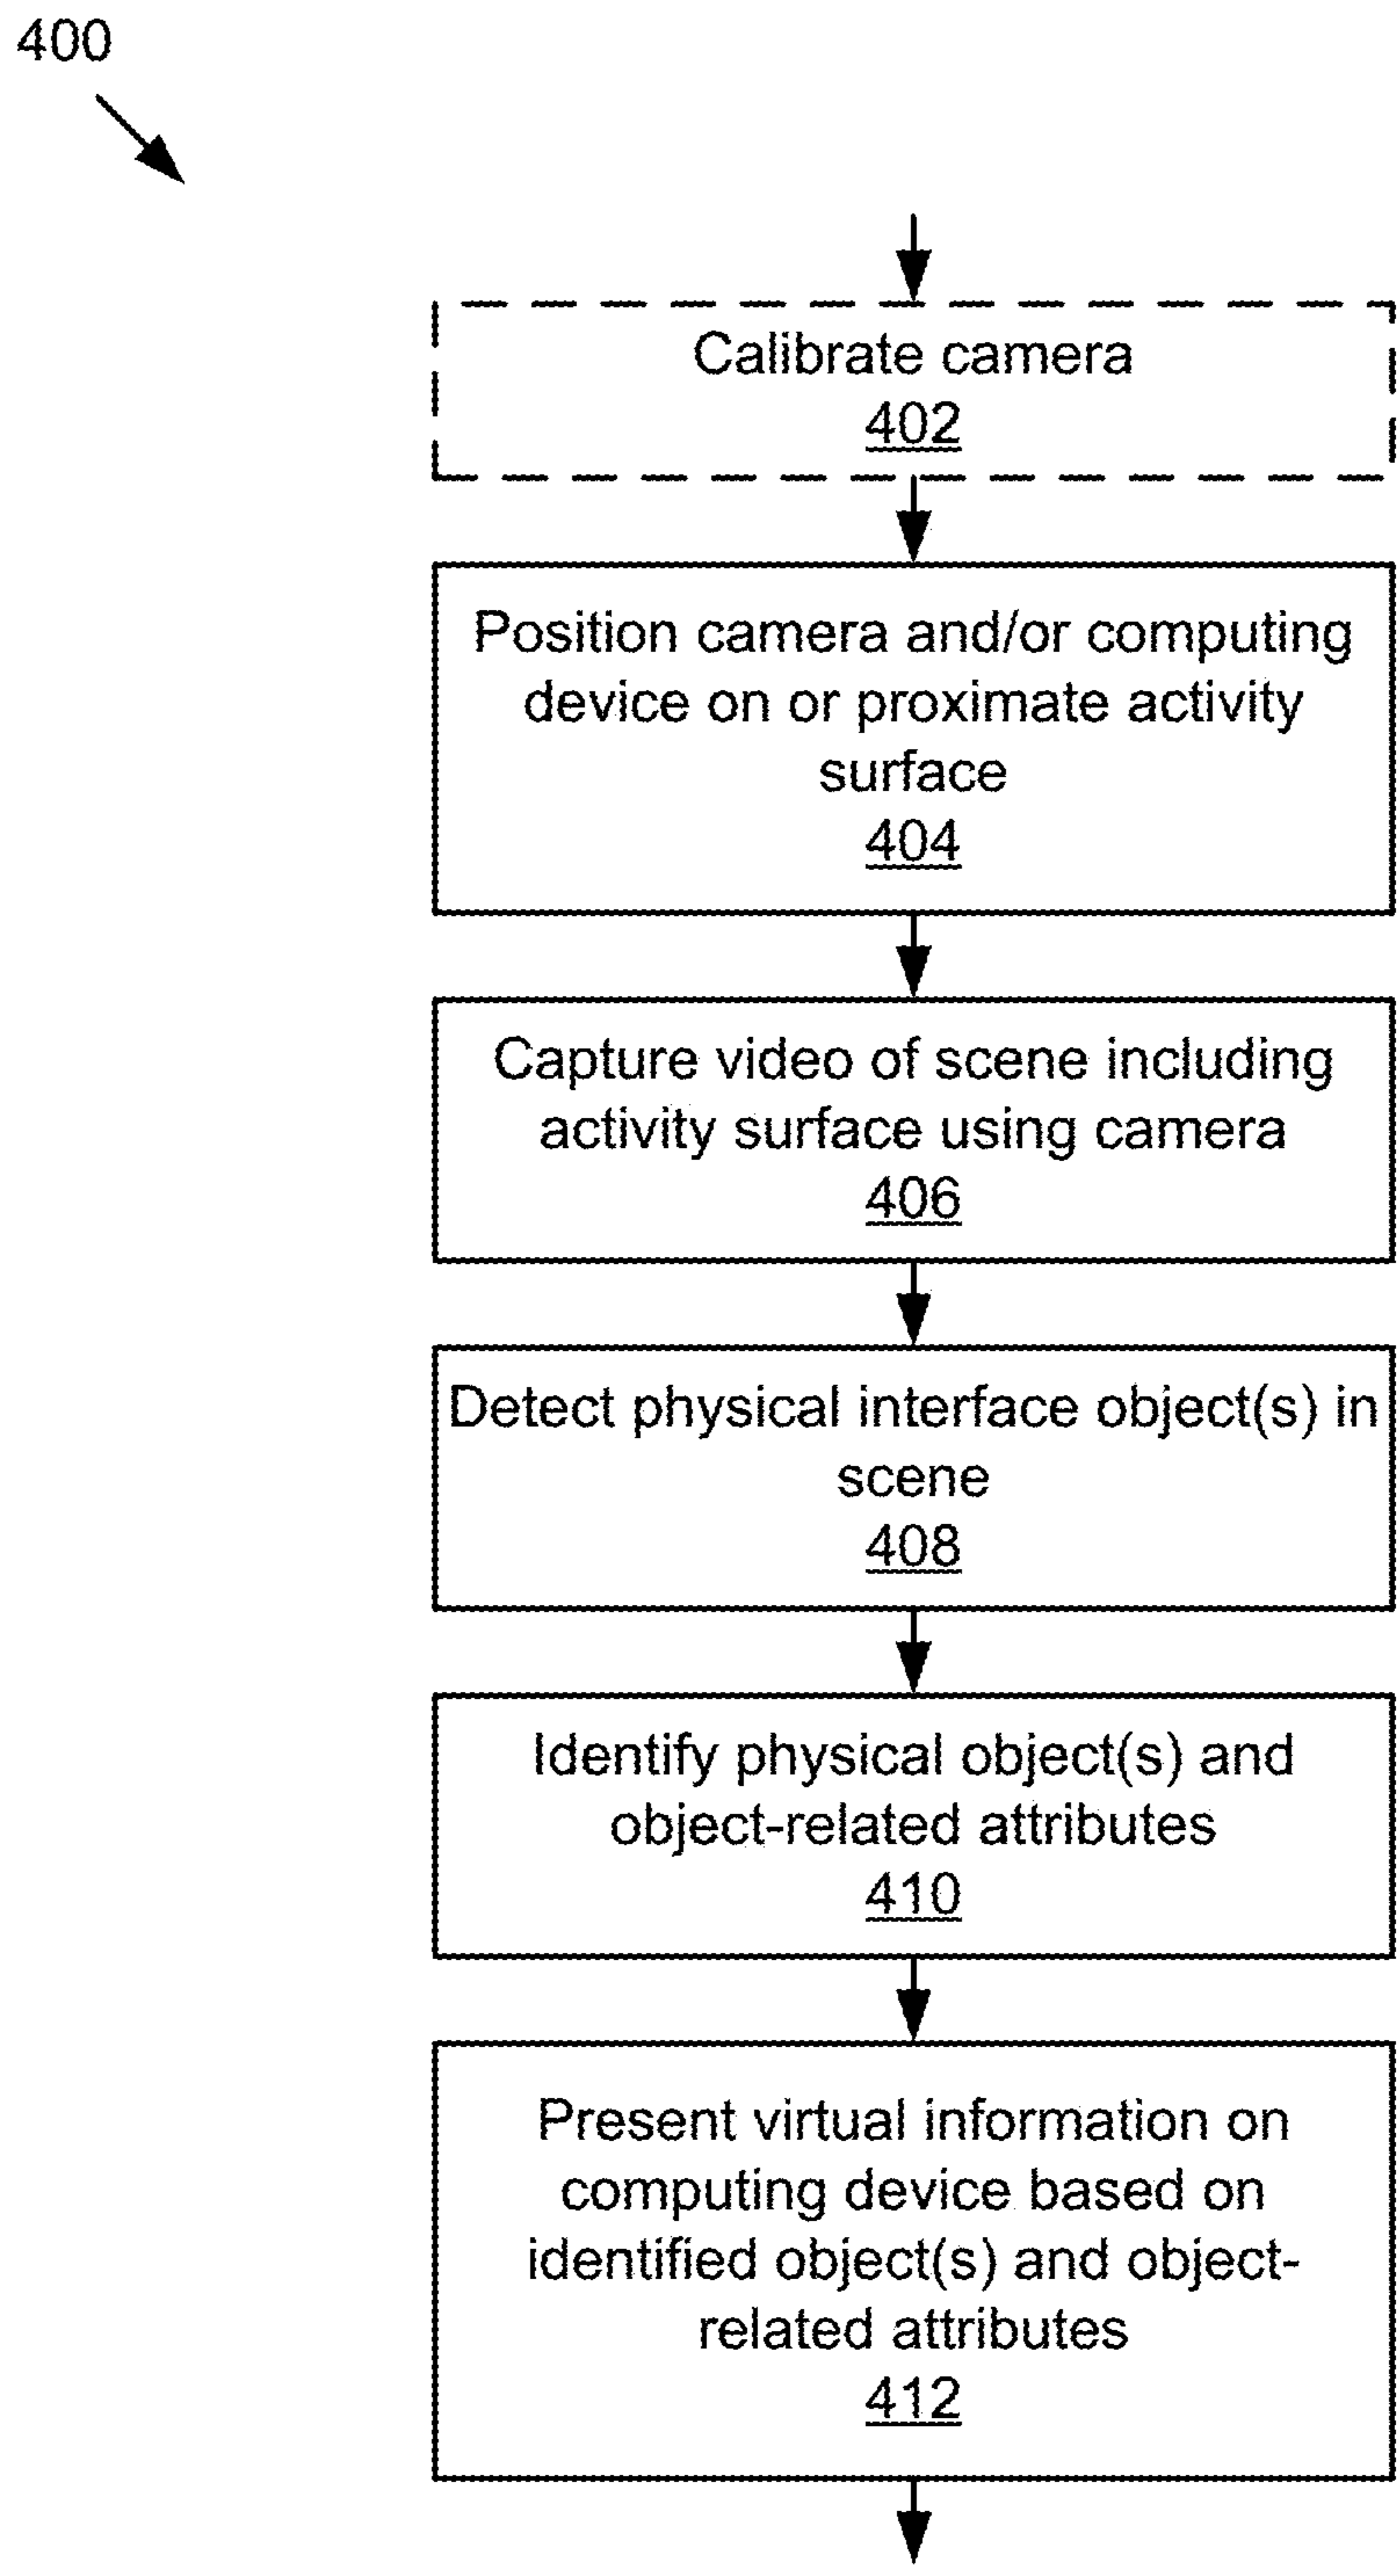 400
Calibrate camera
402
Position camera and/or computing
device on or proximate activity
surface
404
Capture video of scene including
activity surface using camera
406
Detect physical interface object(s) in
scene
408
Identify physical object(s) and
object-related attributes
410
Present virtual information on
computing device based on
identified object(s) and object-
related attributes
412